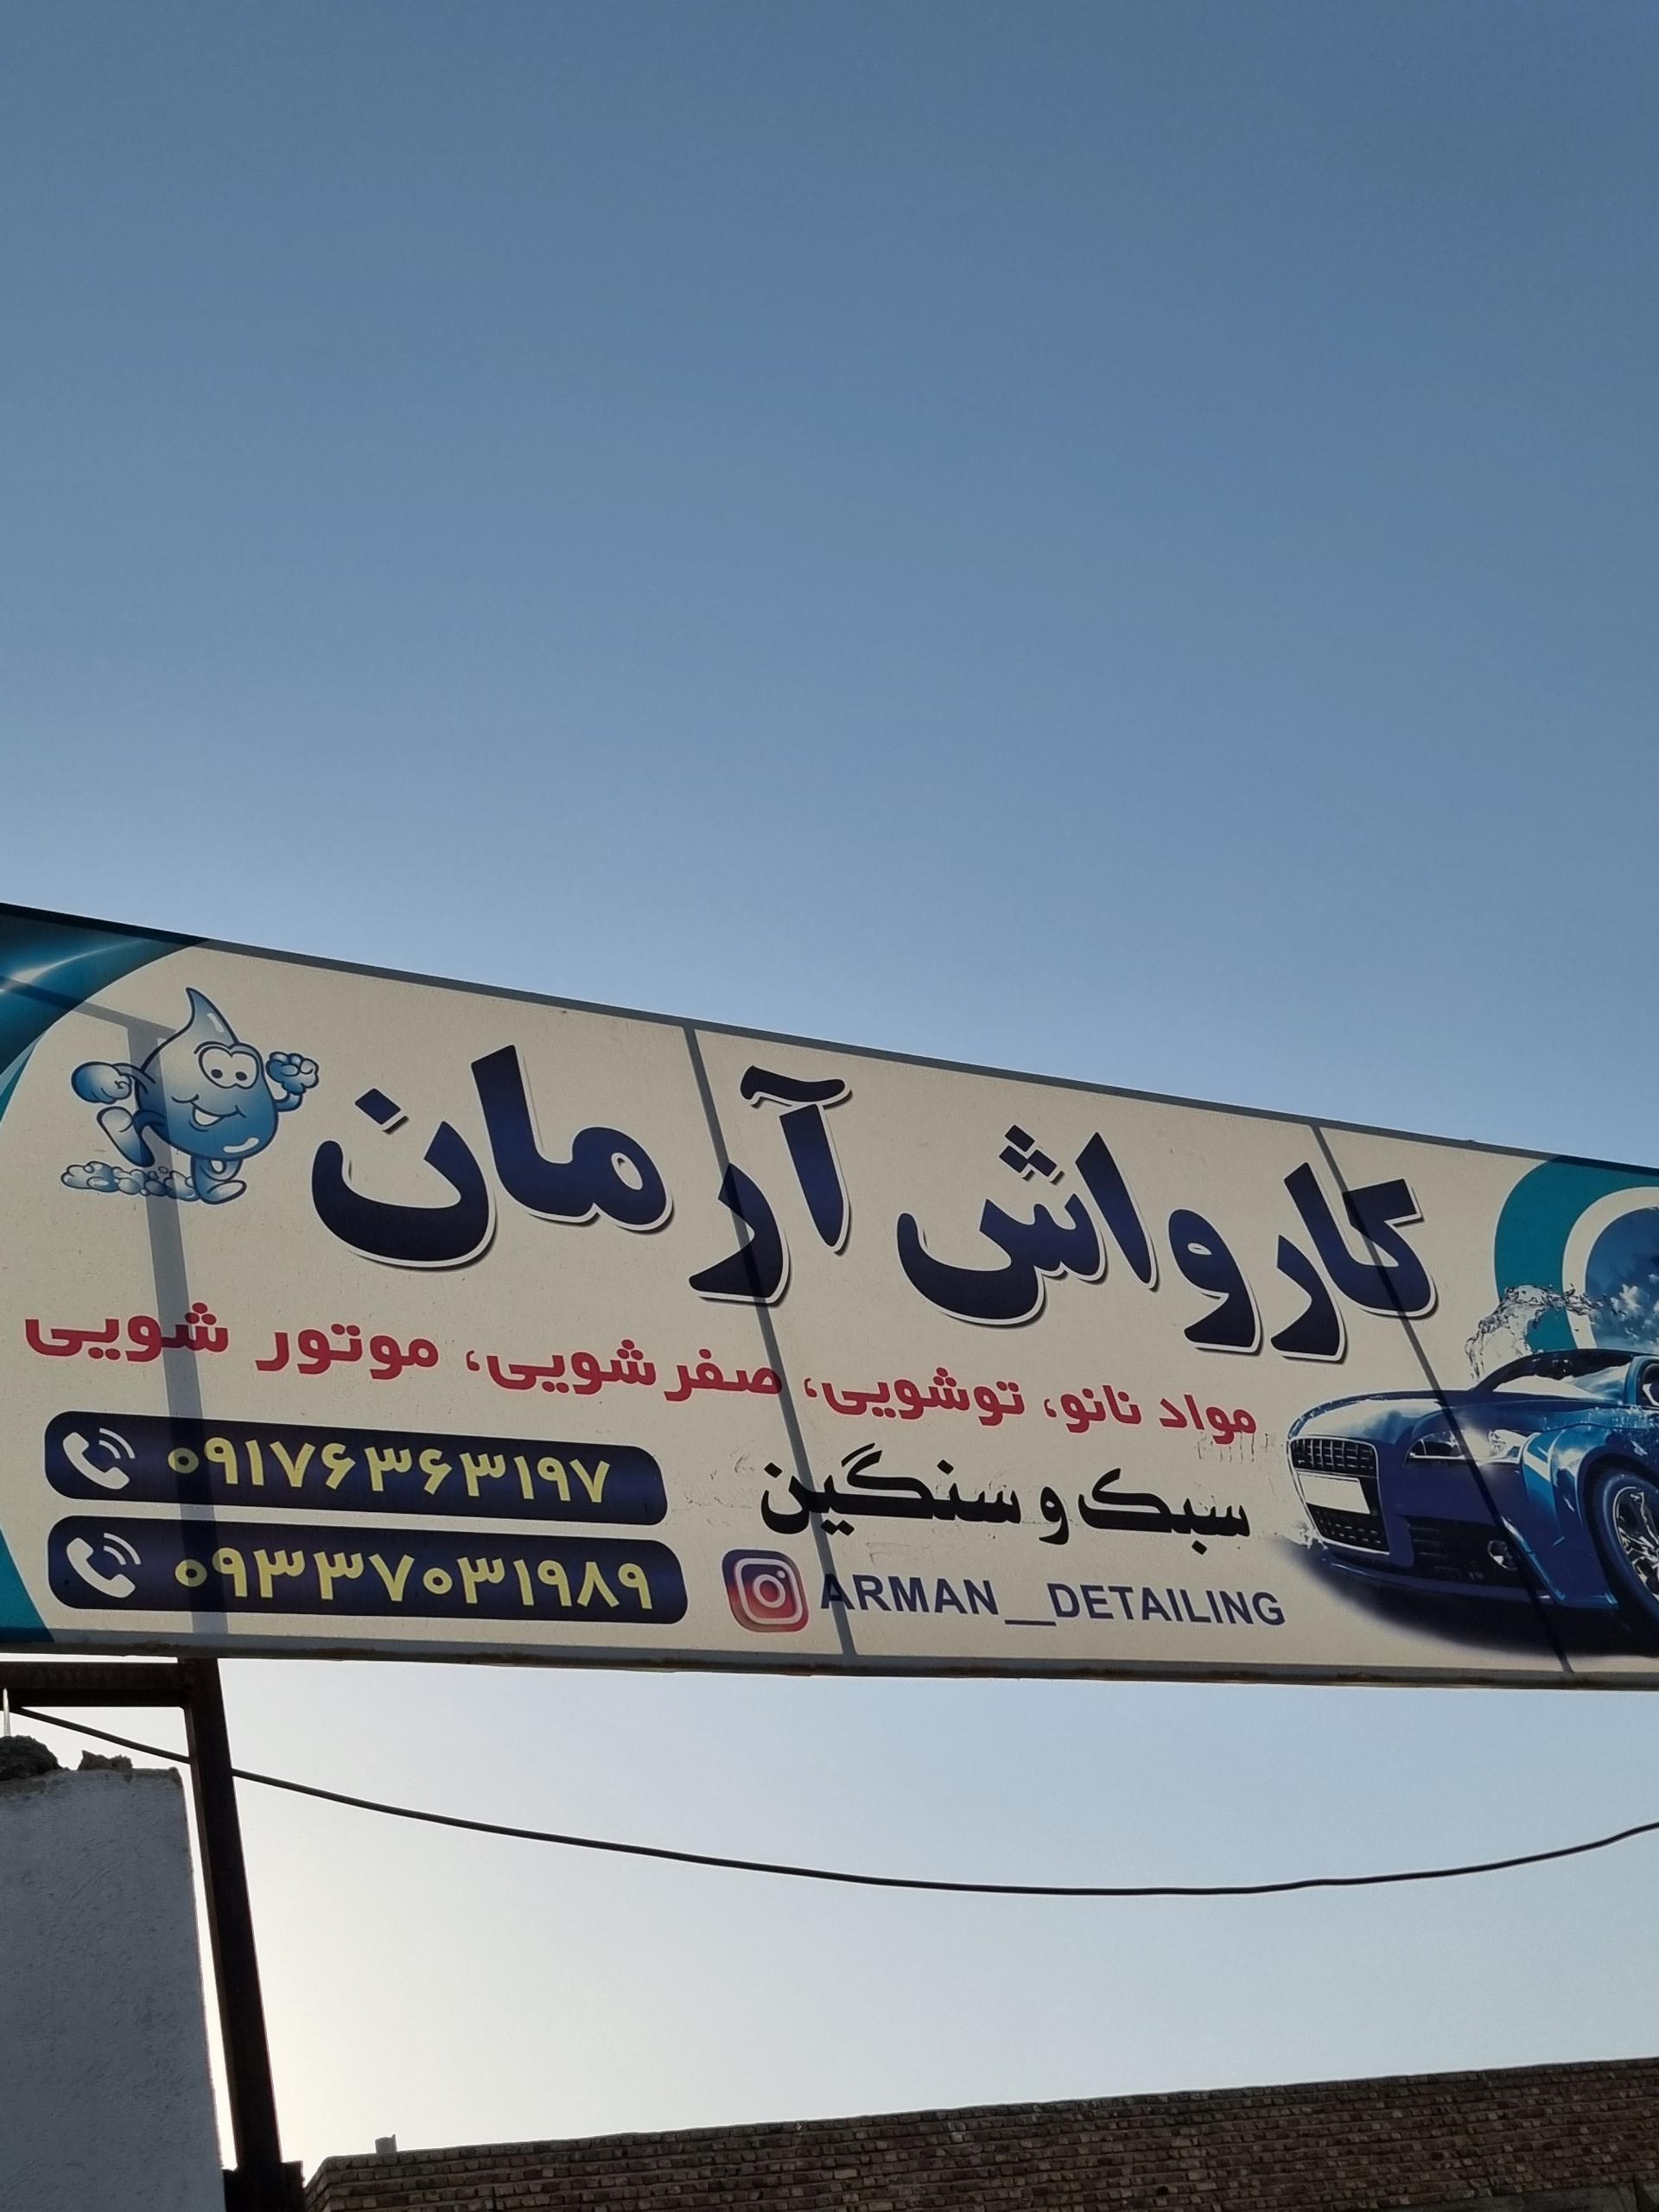 کارواش آرمان
مواد نانو، توشویی، صفرشویی، موتور شویی
سبک و سنگین
۰۹۱۷۶۳۶۳۱۹۷
ARMAN__DETAILING
۰۹۳۳۷۰۳۱۹۸۹